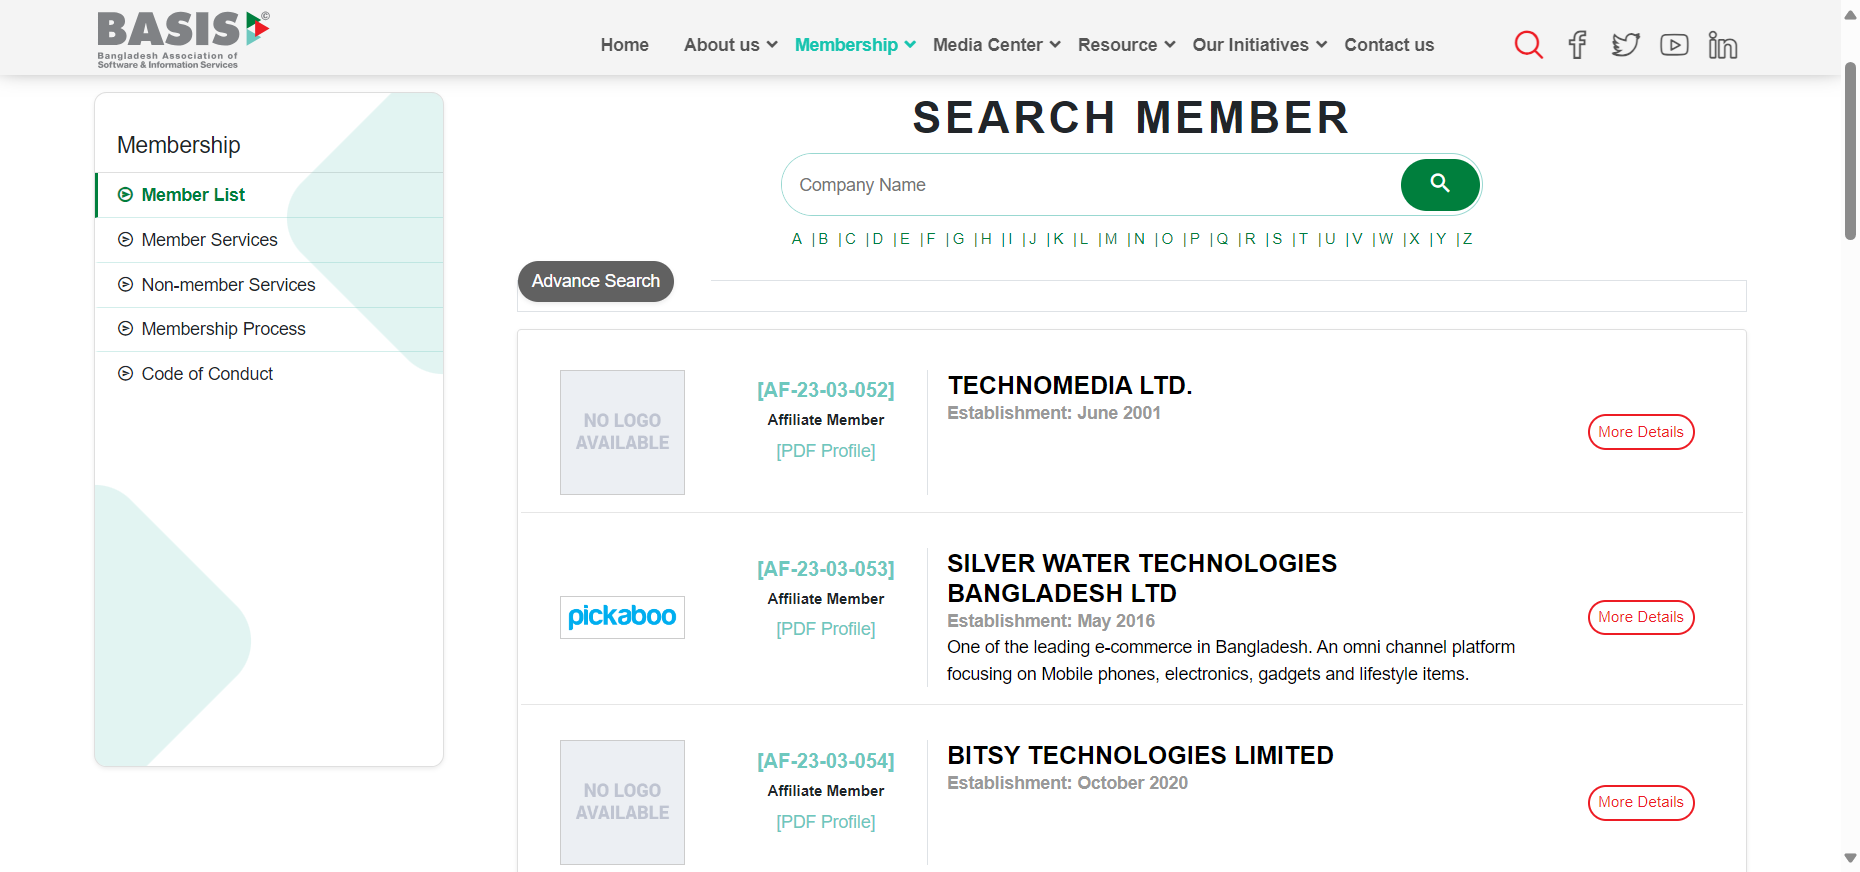 BASIS ©
Bangladesh Association of
Software & Information Services
Home About us Membership Media Center Resource Our Initiatives Contact us
Membership
Member List
Member Services
Non-member Services
Membership Process
Code of Conduct
SEARCH MEMBER
Company Name
A |B |C |D |E |F |G |H |I |J |K |L |M |N |O |P |Q |R |S |T |U |V |W |X |Y |Z
Advance Search
NO LOGO
AVAILABLE
[AF-23-03-052]
Affiliate Member
[PDF Profile]
TECHNOMEDIA LTD.
Establishment: June 2001
More Details
pickaboo
[AF-23-03-053]
Affiliate Member
[PDF Profile]
SILVER WATER TECHNOLOGIES
BANGLADESH LTD
Establishment: May 2016
One of the leading e-commerce in Bangladesh. An omni channel platform
focusing on Mobile phones, electronics, gadgets and lifestyle items.
More Details
NO LOGO
AVAILABLE
[AF-23-03-054]
Affiliate Member
[PDF Profile]
BITSY TECHNOLOGIES LIMITED
Establishment: October 2020
More Details